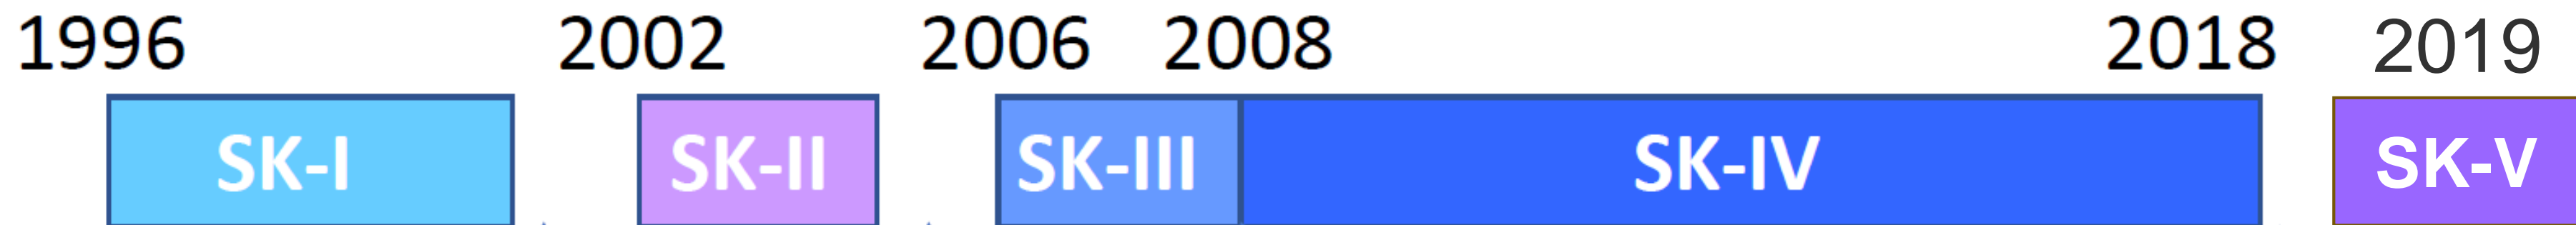 1996 2002 2006 2008 2018 2019
SK-I SK-II SK-III SK-IV SK-V